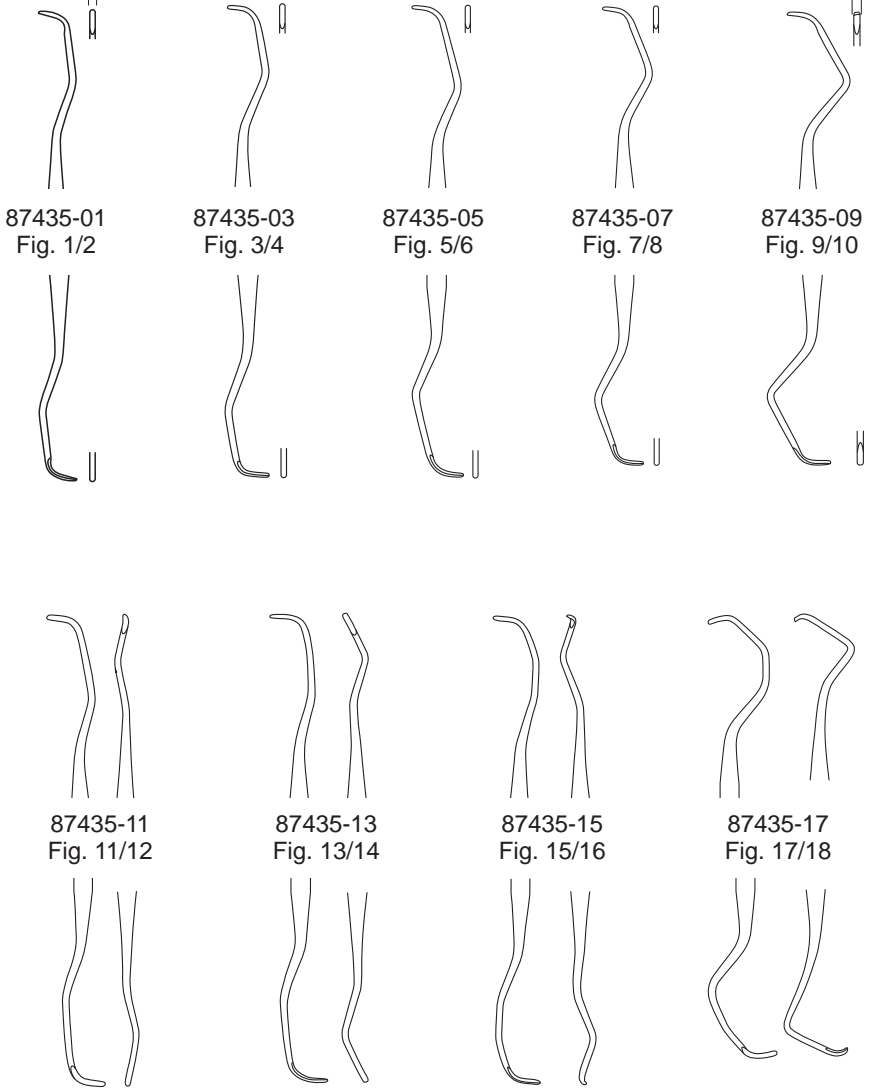 87435-01
Fig. 1/2
87435-03
Fig. 3/4
87435-05
Fig. 5/6
87435-07
Fig. 7/8
87435-09
Fig. 9/10
87435-11
Fig. 11/12
87435-13
Fig. 13/14
87435-15
Fig. 15/16
87435-17
Fig. 17/18